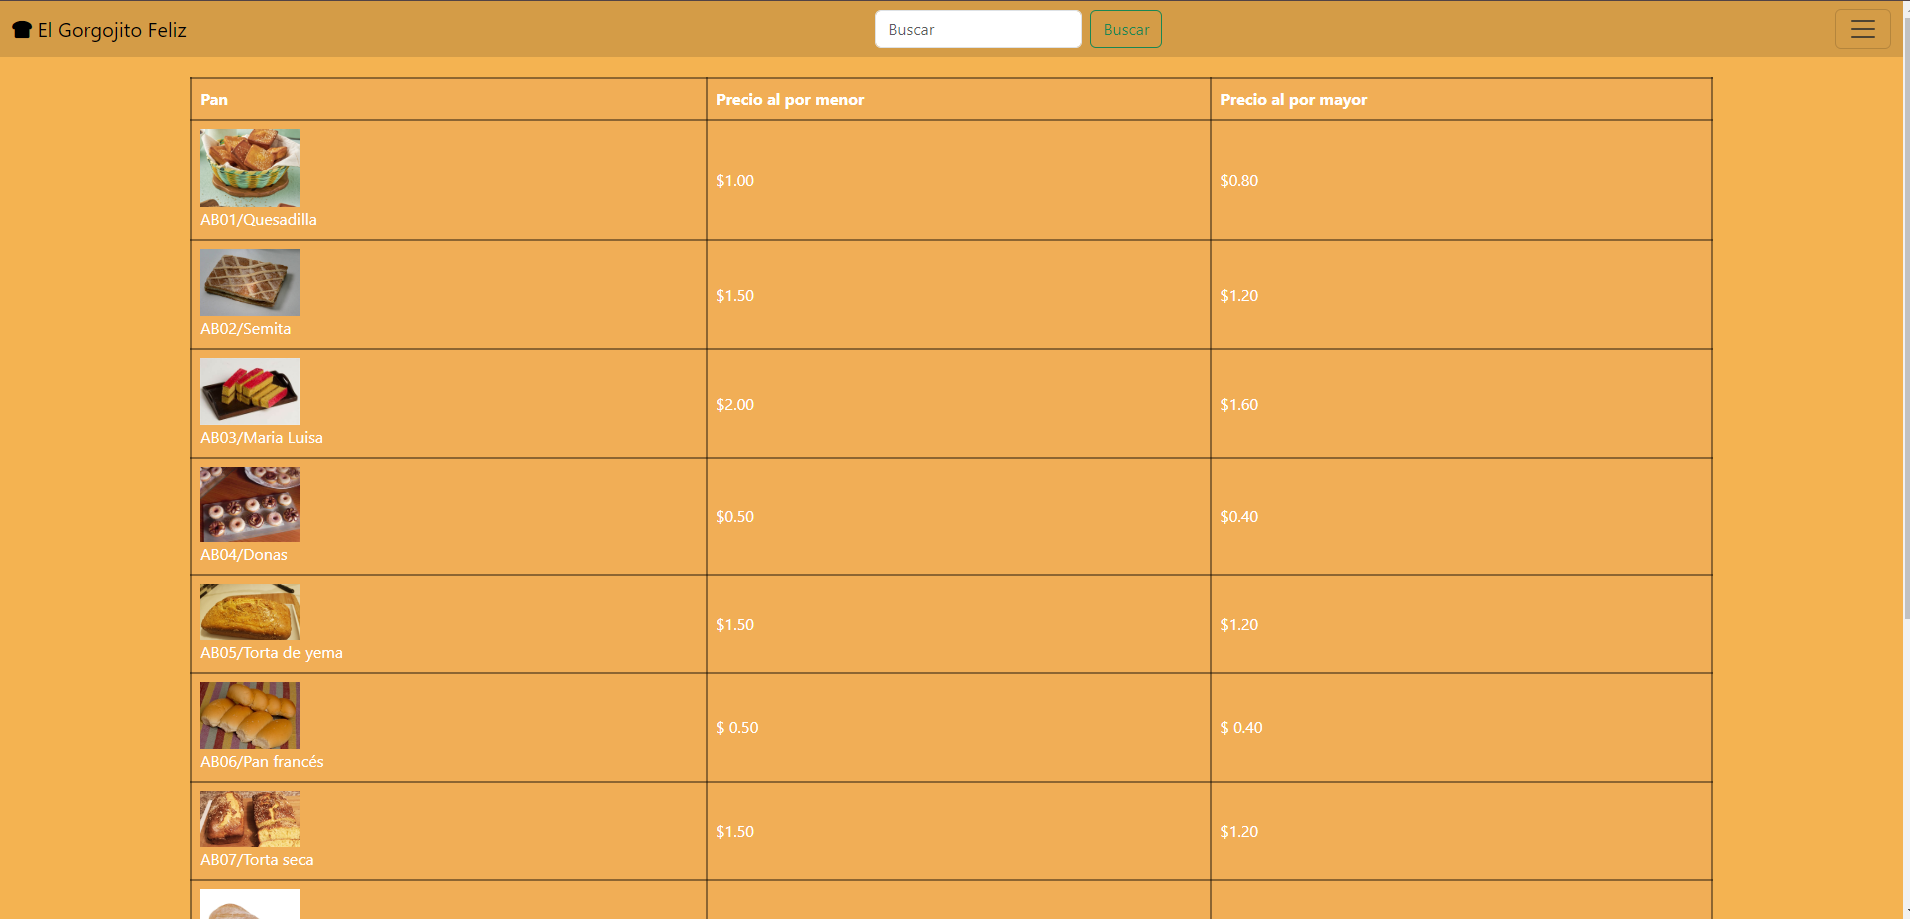 El Gorgojito Feliz
Buscar
Buscar
Pan Precio al por menor Precio al por mayor
AB01/Quesadilla $1.00 $0.80
AB02/Semita $1.50 $1.20
AB03/Maria Luisa $2.00 $1.60
AB04/Donas $0.50 $0.40
AB05/Torta de yema $1.50 $1.20
AB06/Pan francés $ 0.50 $ 0.40
AB07/Torta seca $1.50 $1.20